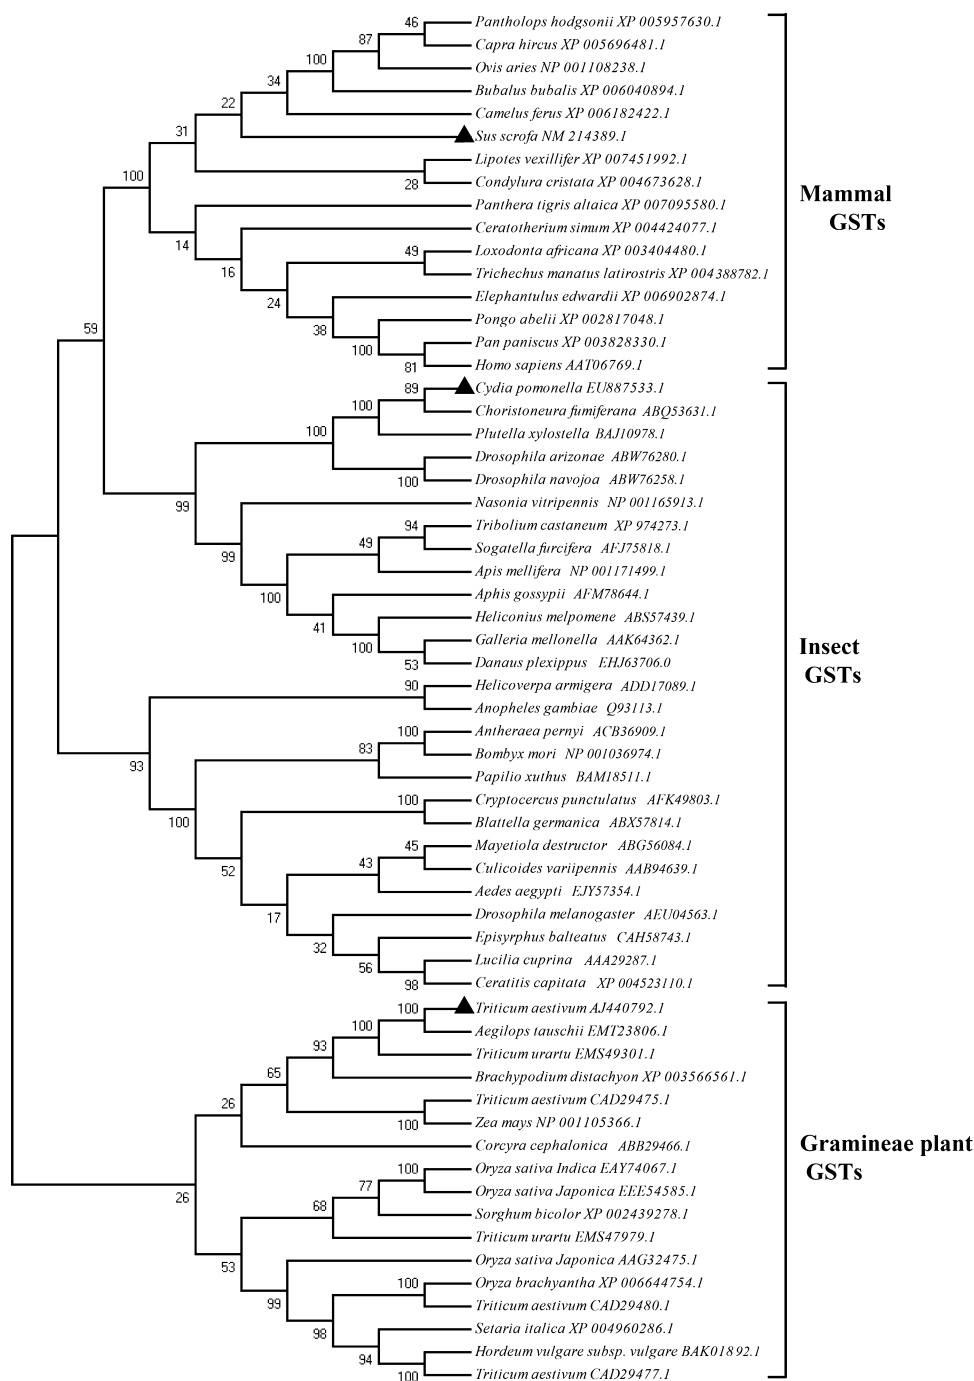 46
Pantholops hodgsonii XP 005957630.1
87
Capra hircus XP 005696481.1
100
Ovis aries NP 001108238.1
34
Bubalus bubalis XP 006040894.1
22
Camelus ferus XP 006182422.1
31
Sus scrofa NM 214389.1
Lipotes vexillifer XP 007451992.1
100
28
Condylura cristata XP 004673628.1
Mammal
GSTs
Panthera tigris altaica XP 007095580.1
14
Ceratotherium simum XP 004424077.1
16
49
Loxodonta africana XP 003404480.1
Trichechus manatus latirostris XP 004388782.1
24
Elephantulus edwardii XP 006902874.1
59
38
Pongo abelii XP 002817048.1
100
Pan paniscus XP 003828330.1
81
Homo sapiens AAT06769.1
89
Cydia pomonella EU887533.1
100
Choristoneura fumiferana ABQ53631.1
100
Plutella xylostella BAJ10978.1
Drosophila arizonae ABW76280.1
100
Drosophila navojoa ABW76258.1
99
Nasonia vitripennis NP 001165913.1
94
Tribolium castaneum XP 974273.1
49
Sogatella furcifera AFJ75818.1
99
Apis mellifera NP 001171499.1
100
Aphis gossypii AFM78644.1
41
Heliconius melpomene ABS57439.1
100
Galleria mellonella AAK64362.1
53
Danaus plexippus EHJ63706.0
Insect
GSTs
90
Helicoverpa armigera ADD17089.1
Anopheles gambiae Q93113.1
100
Antheraea pernyi ACB36909.1
83
Bombyx mori NP 001036974.1
93
Papilio xuthus BAM18511.1
100
100
Cryptocercus punctulatus AFK49803.1
Blattella germanica ABX57814.1
45
Mayetiola destructor ABG56084.1
52
43
Culicoides variipennis AAB94639.1
Aedes aegypti EJY57354.1
17
Drosophila melanogaster AEU04563.1
32
Episyrphus balteatus CAH58743.1
56
Lucilia cuprina AAA29287.1
98
Ceratitis capitata XP 004523110.1
100
Triticum aestivum AJ440792.1
100
Aegilops tauschii EMT23806.1
93
Triticum urartu EMS49301.1
65
Brachypodium distachyon XP 003566561.1
26
Triticum aestivum CAD29475.1
100
Zea mays NP 001105366.1
Corcyra cephalonica ABB29466.1
Gramineae plant
GSTs
26
100
Oryza sativa Indica EAY74067.1
77
Oryza sativa Japonica EEE54585.1
68
Sorghum bicolor XP 002439278.1
Triticum urartu EMS47979.1
53
Oryza sativa Japonica AAG32475.1
99
100
Oryza brachyantha XP 006644754.1
Triticum aestivum CAD29480.1
98
Setaria italica XP 004960286.1
94
Hordeum vulgare subsp. vulgare BAK01892.1
100
Triticum aestivum CAD29477.1